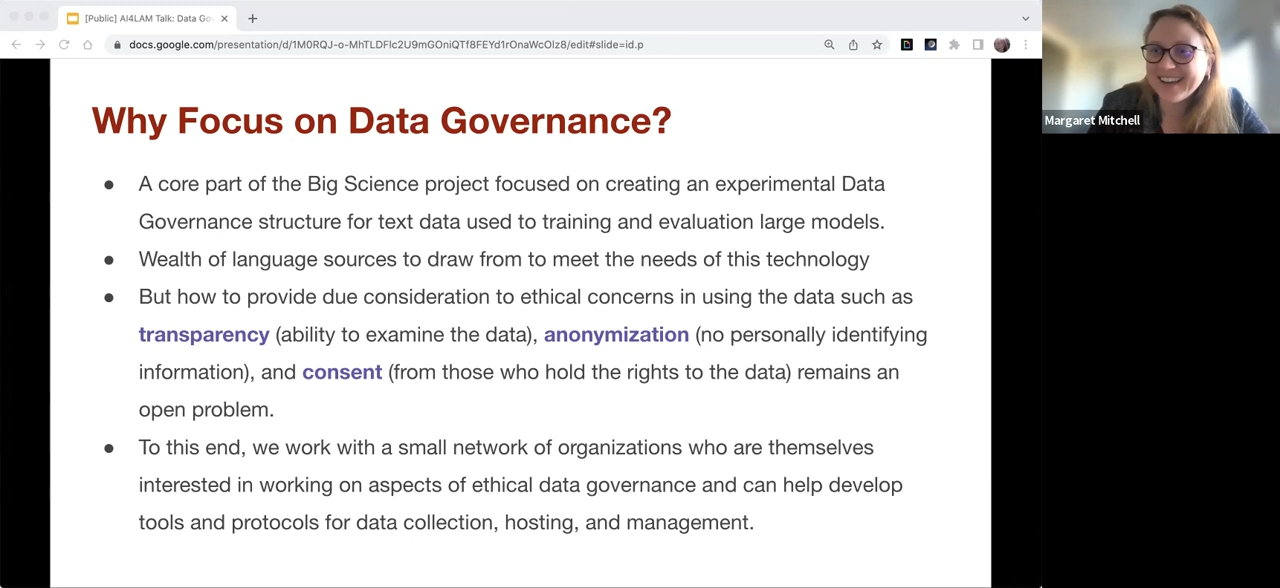 [Public] AI4LAM Talk: Data Go
docs.google.com/presentation/d/1M0RQJ-o-MhTLDFlc2U9mGOniQTf8FEYd1rOnaWcOlz8/edit#slide=id.p
Why Focus on Data Governance?
● A core part of the Big Science project focused on creating an experimental Data
Governance structure for text data used to training and evaluation large models.
● Wealth of language sources to draw from to meet the needs of this technology
● But how to provide due consideration to ethical concerns in using the data such as
transparency (ability to examine the data), anonymization (no personally identifying
information), and consent (from those who hold the rights to the data) remains an
open problem.
● To this end, we work with a small network of organizations who are themselves
interested in working on aspects of ethical data governance and can help develop
tools and protocols for data collection, hosting, and management.
Margaret Mitchell